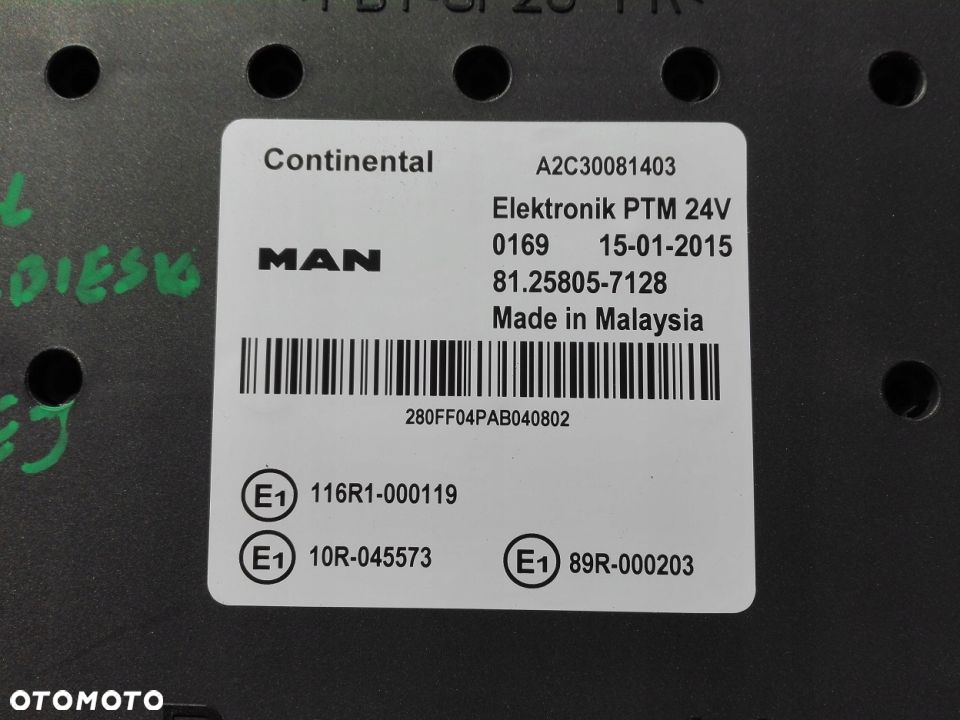 Continental
A2C30081403
MAN
Elektronik PTM 24V
0169 15-01-2015
81.25805-7128
Made in Malaysia
280FF04PAB040802
E1 116R1-000119
E1 10R-045573
E1 89R-000203
OTOMOTO